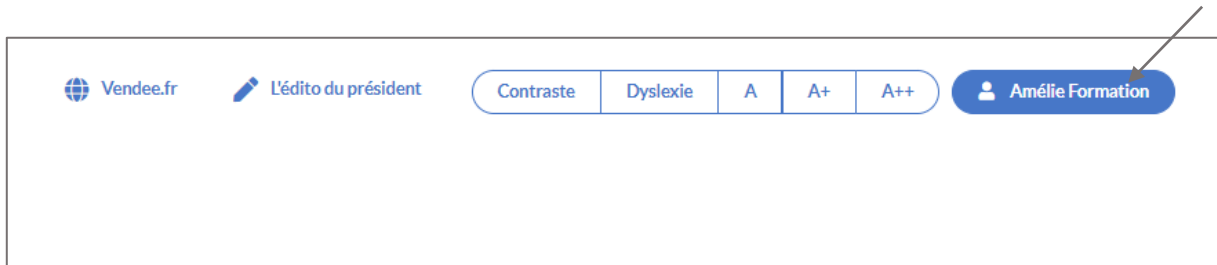 Vendee.fr L'édito du président Contraste Dyslexie A A+ A++ Amélie Formation